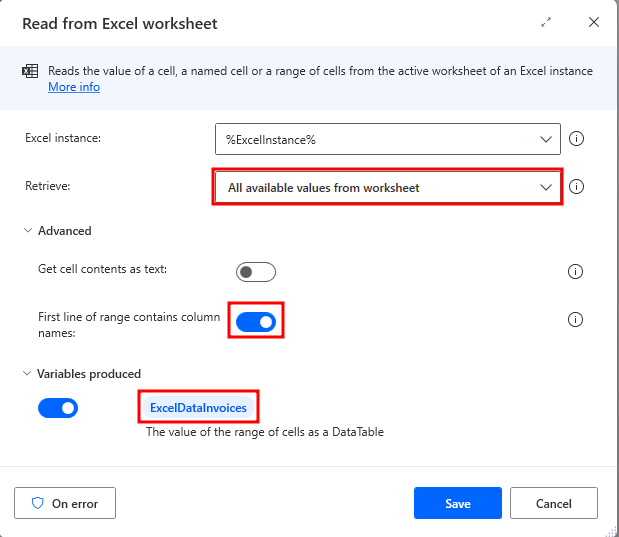 Read from Excel worksheet
Reads the value of a cell, a named cell or a range of cells from the active worksheet of an Excel instance
More info
Excel instance:
%ExcelInstance%
Retrieve:
All available values from worksheet
Advanced
Get cell contents as text:
First line of range contains column
names:
Variables produced
ExcelDataInvoices
The value of the range of cells as a DataTable
On error
Save
Cancel